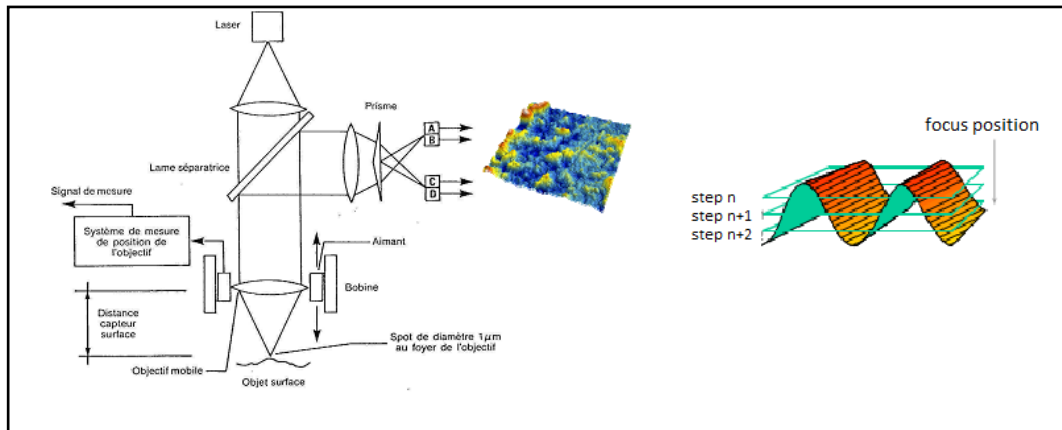 Laser
Prisme
A
B
Lame séparatrice
C
D
Signal de mesure
Système de mesure
de position de
l'objectif
Aimant
Bobine
Distance
capteur
surface
Spot de diamètre 1µm
au foyer de l'objectif
Objectif mobile
Objet surface
focus position
step n
step n+1
step n+2